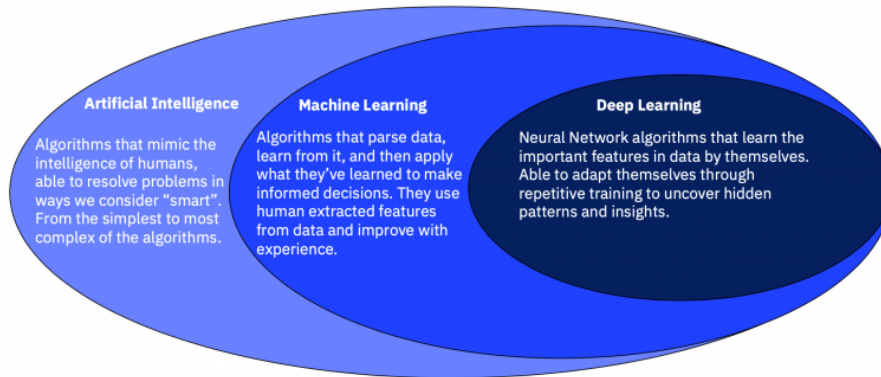 Artificial Intelligence
Algorithms that mimic the
intelligence of humans,
able to resolve problems in
ways we consider “smart”.
From the simplest to most
complex of the algorithms.
Machine Learning
Algorithms that parse data,
learn from it, and then apply
what they’ve learned to make
informed decisions. They use
human extracted features
from data and improve with
experience.
Deep Learning
Neural Network algorithms that learn the
important features in data by themselves.
Able to adapt themselves through
repetitive training to uncover hidden
patterns and insights.